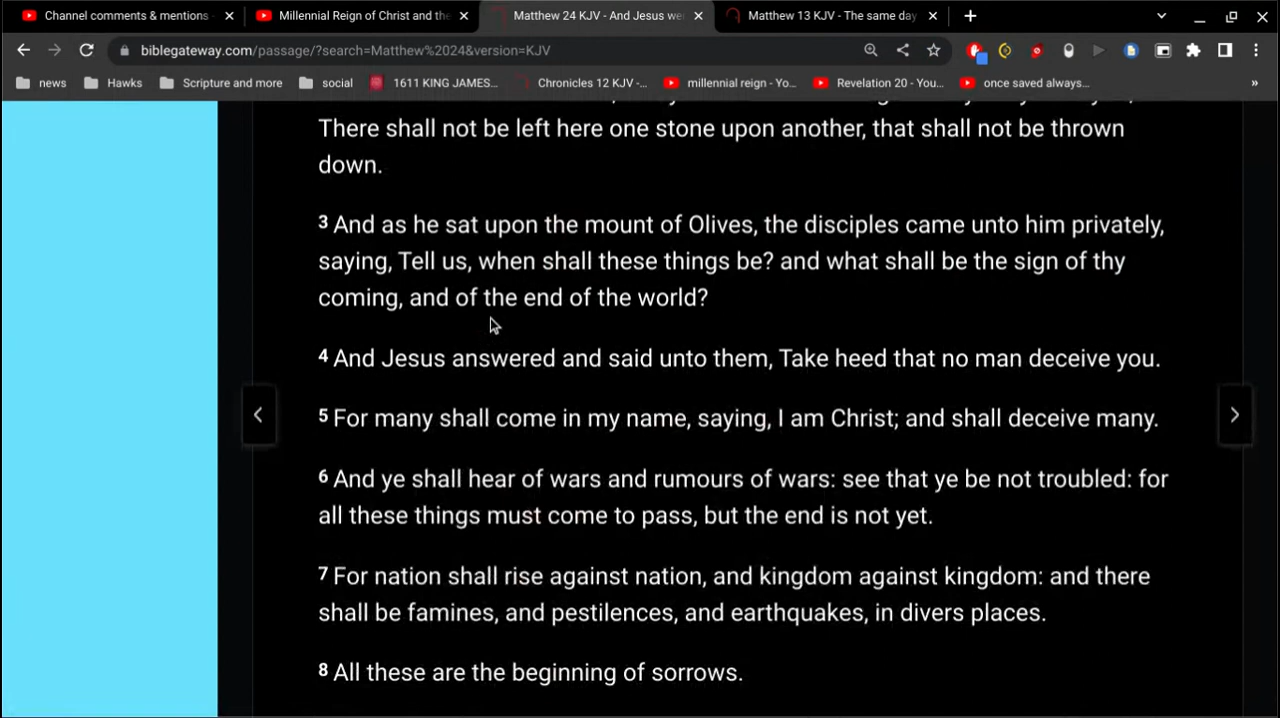 Channel comments & mentions
Millennial Reign of Christ and the
Matthew 24 KJV - And Jesus we
Matthew 13 KJV - The same day
biblegateway.com/passage/?search=Matthew%2024&version=KJV
news
Hawks
Scripture and more
social
1611 KING JAMES...
Chronicles 12 KJV -...
millennial reign - Yo...
Revelation 20 - You...
once saved always...
»
There shall not be left here one stone upon another, that shall not be thrown
down.
3 And as he sat upon the mount of Olives, the disciples came unto him privately,
saying, Tell us, when shall these things be? and what shall be the sign of thy
coming, and of the end of the world?
4 And Jesus answered and said unto them, Take heed that no man deceive you.
5 For many shall come in my name, saying, I am Christ; and shall deceive many.
6 And ye shall hear of wars and rumours of wars: see that ye be not troubled: for
all these things must come to pass, but the end is not yet.
7 For nation shall rise against nation, and kingdom against kingdom: and there
shall be famines, and pestilences, and earthquakes, in divers places.
8 All these are the beginning of sorrows.